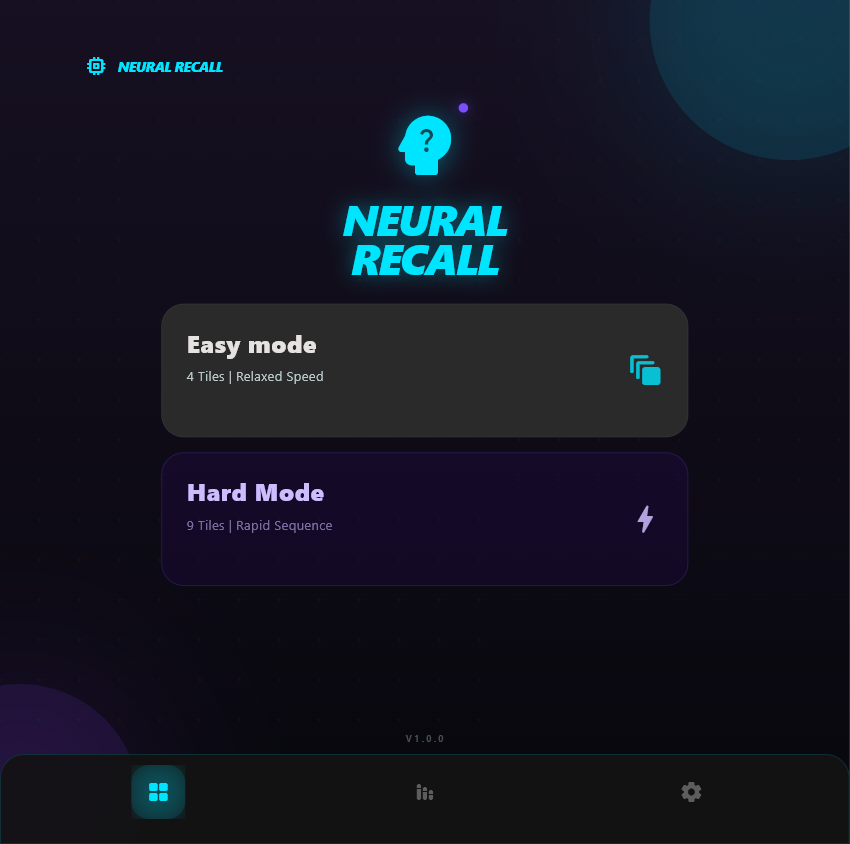 NEURAL RECALL
?
NEURAL
RECALL
Easy mode
4 Tiles | Relaxed Speed
Hard Mode
9 Tiles | Rapid Sequence
V1.0.0